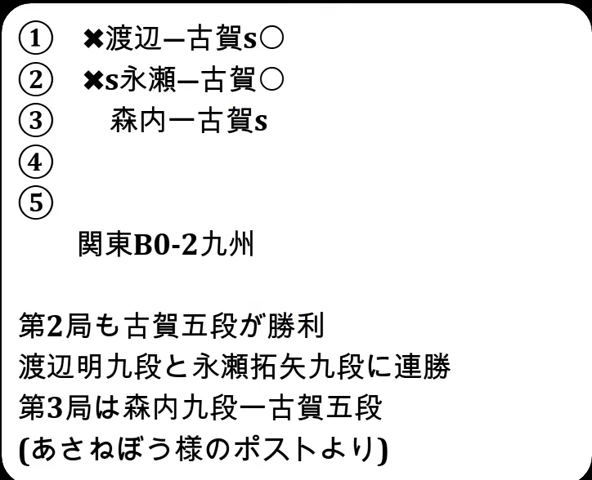 ① ✖渡辺ー古賀s○
② ✖s永瀬ー古賀○
③ 森内ー古賀s
④
⑤
関東B0-2九州
第2局も古賀五段が勝利
渡辺明九段と永瀬拓矢九段に連勝
第3局は森内九段ー古賀五段
(あさねぼう様のポストより)